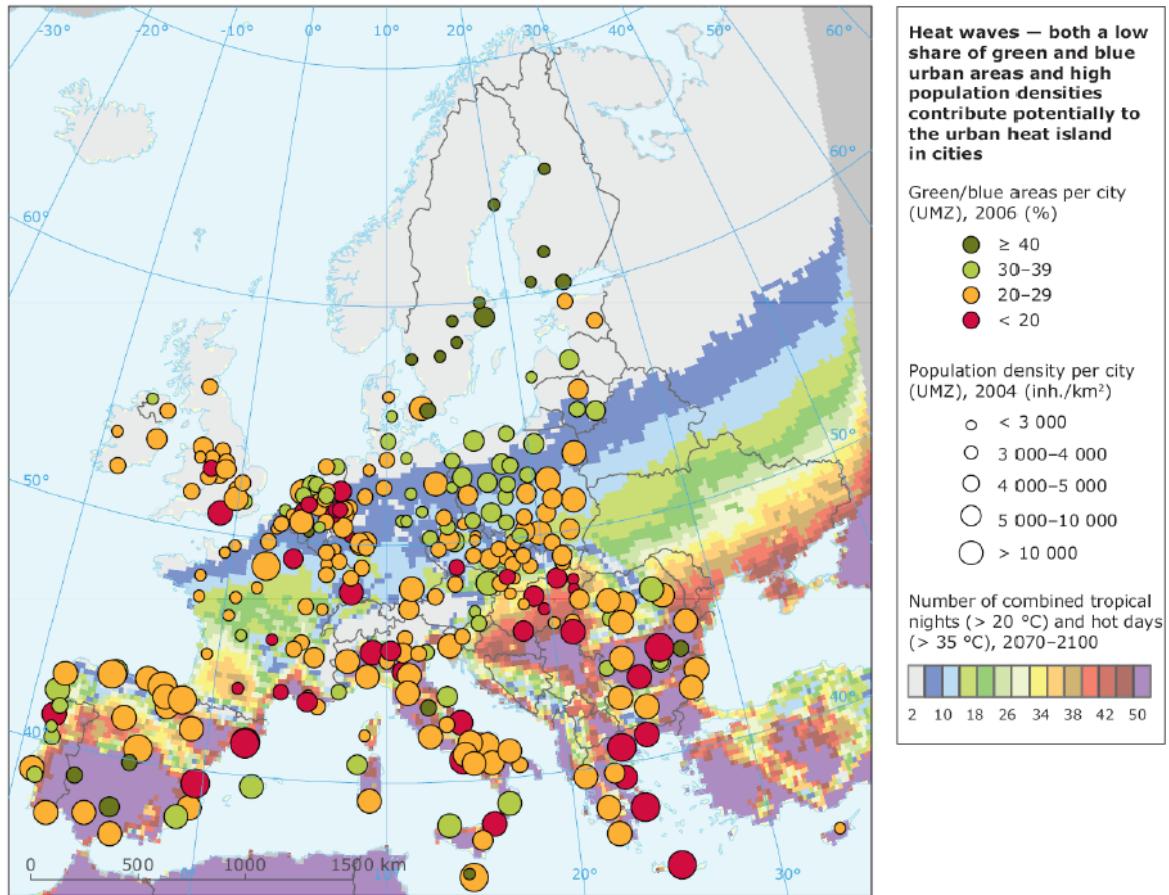 -30° -20° -10° 0° 10° 20° 30° 40° 50° 60°
60°
60°
50°
50°
40°
40°
0°
10°
20°
30°
0 500 1000 1500 km
Heat waves — both a low
share of green and blue
urban areas and high
population densities
contribute potentially to
the urban heat island
in cities
Green/blue areas per city
(UMZ), 2006 (%)
≥ 40
30–39
20–29
< 20
Population density per city
(UMZ), 2004 (inh./km²)
< 3 000
3 000–4 000
4 000–5 000
5 000–10 000
> 10 000
Number of combined tropical
nights (> 20 °C) and hot days
(> 35 °C), 2070–2100
2 10 18 26 34 38 42 50